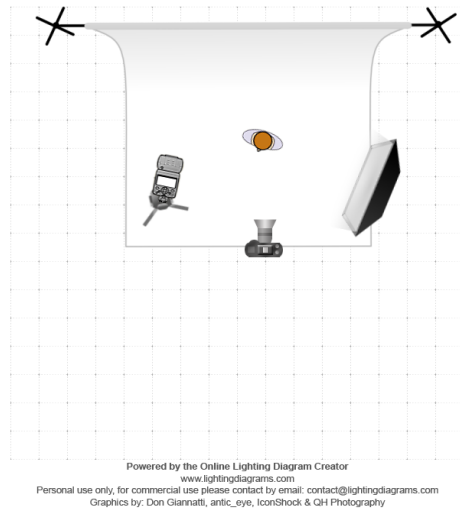 Powered by the Online Lighting Diagram Creator
www.lightingdiagrams.com
Personal use only, for commercial use please contact by email: contact@lightingdiagrams.com
Graphics by: Don Giannatti, antic_eye, IconShock & QH Photography